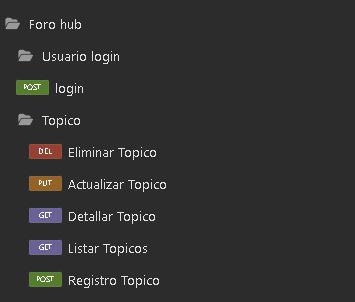 Foro hub
Usuario login
POST login
Topico
DEL Eliminar Topico
PUT Actualizar Topico
GET Detallar Topico
GET Listar Topicos
POST Registro Topico